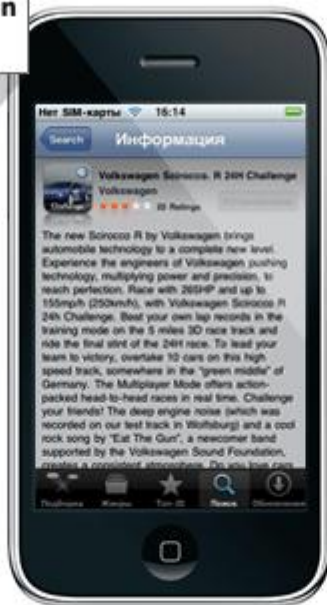 n
Нет SIM-карты 16:14
Search Информация
Volkswagen Scirocco. R 24H Challenge
Volkswagen
Ratings
The new Scirocco R by Volkswagen brings
automobile technology to a complete new level.
Experience the engineers of Volkswagen pushing
technology, multiplying power and precision, to
reach perfection. Race with 265HP and up to
155mph (250km/h), with Volkswagen Scirocco R
24h Challenge. Beat your own lap records in the
training mode on the 5 miles 3D race track and
ride the final stint of the 24H race. To lead your
team to victory, overtake 10 cars on this high
speed track, somewhere in the "green middle" of
Germany. The Multiplayer Mode offers action-
packed head-to-head races in real time. Challenge
your friends! The deep engine noise (which was
recorded on our test track in Wolfsburg) and a cool
rock song by "Eat The Gun", a newcomer band
supported by the Volkswagen Sound Foundation,
creates a consistent atmosphere. Do you love cars
Подборка Жанры Топ-25 Поиск Обновления